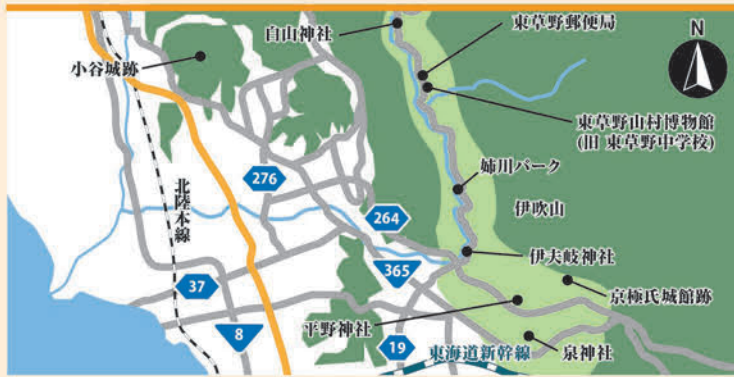 白山神社
東草野郵便局
N
小谷城跡
東草野山村博物館
(旧 東草野中学校)
姉川パーク
276
北陸本線
伊吹山
264
伊夫岐神社
365
京極氏城館跡
37
平野神社
8
19
泉神社
東海道新幹線